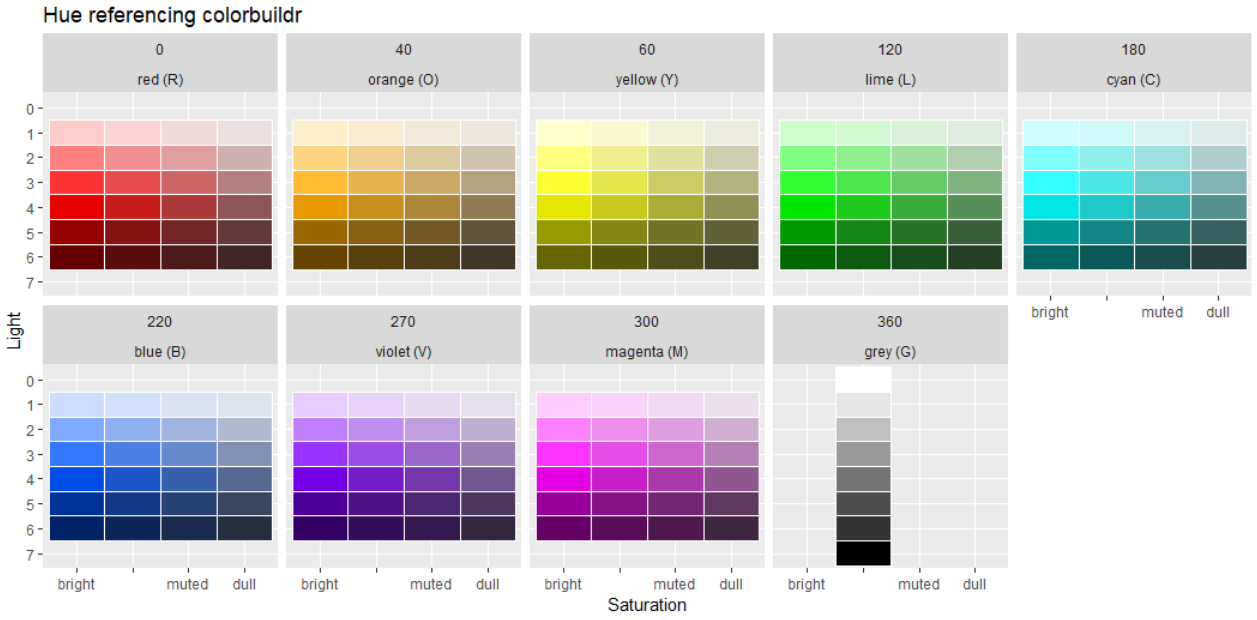 Hue referencing colorbuildr
0 40 60 120 180
red (R) orange (O) yellow (Y) lime (L) cyan (C)
0
1
2
3
4
5
6
7
bright muted dull
Light
220 270 300 360
blue (B) violet (V) magenta (M) grey (G)
0
1
2
3
4
5
6
7
bright muted dull bright muted dull bright muted dull bright muted dull
Saturation